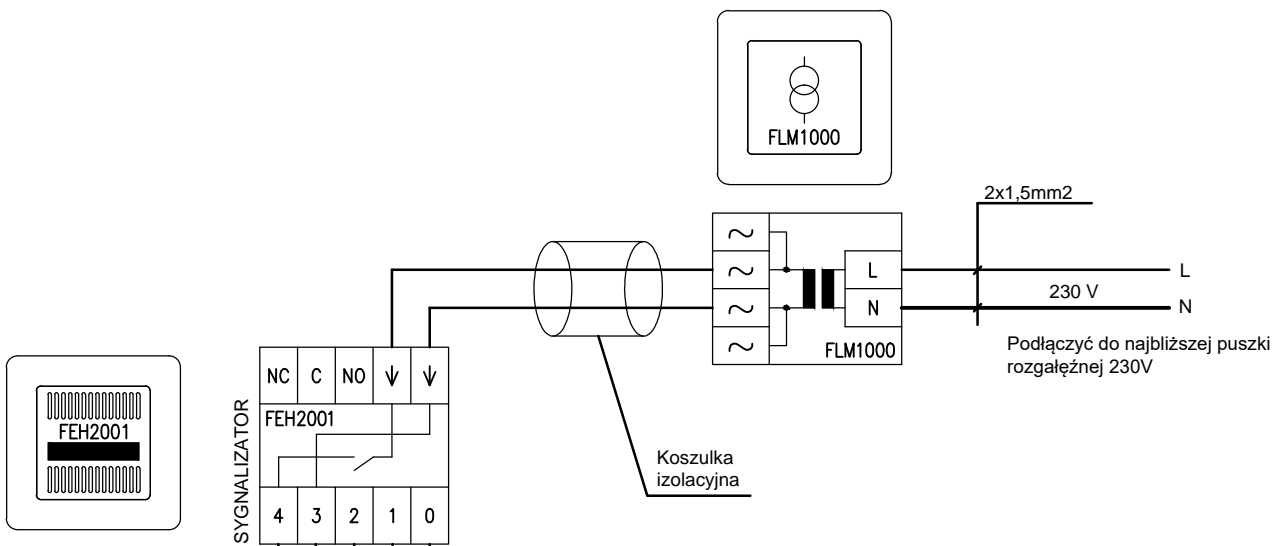 FLM1000
2x1,5mm2
~
~
L
L
~
N
230 V
N
~
FLM1000
Podłączyć do najbliższej puszki
rozgałęźnej 230V
SYGNALIZATOR
NC C NO
FEH2001
FEH2001
Koszulka
izolacyjna
4 3 2 1 0